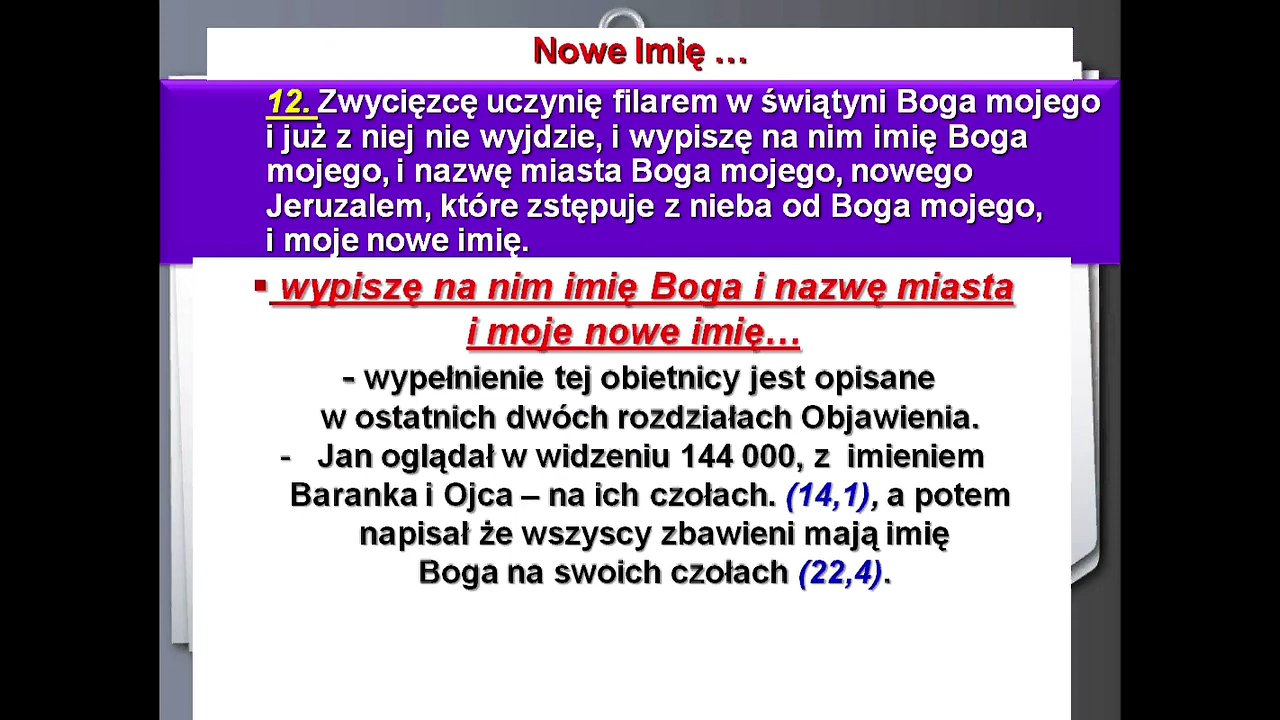 Nowe Imię …
12. Zwycięzcę uczynię filarem w świątyni Boga mojego
i już z niej nie wyjdzie, i wypiszę na nim imię Boga
mojego, i nazwę miasta Boga mojego, nowego
Jeruzalem, które zstępuje z nieba od Boga mojego,
i moje nowe imię.
▪ wypiszę na nim imię Boga i nazwę miasta
i moje nowe imię…
- wypełnienie tej obietnicy jest opisane
w ostatnich dwóch rozdziałach Objawienia.
- Jan oglądał w widzeniu 144 000, z imieniem
Baranka i Ojca – na ich czołach. (14,1), a potem
napisał że wszyscy zbawieni mają imię
Boga na swoich czołach (22,4).